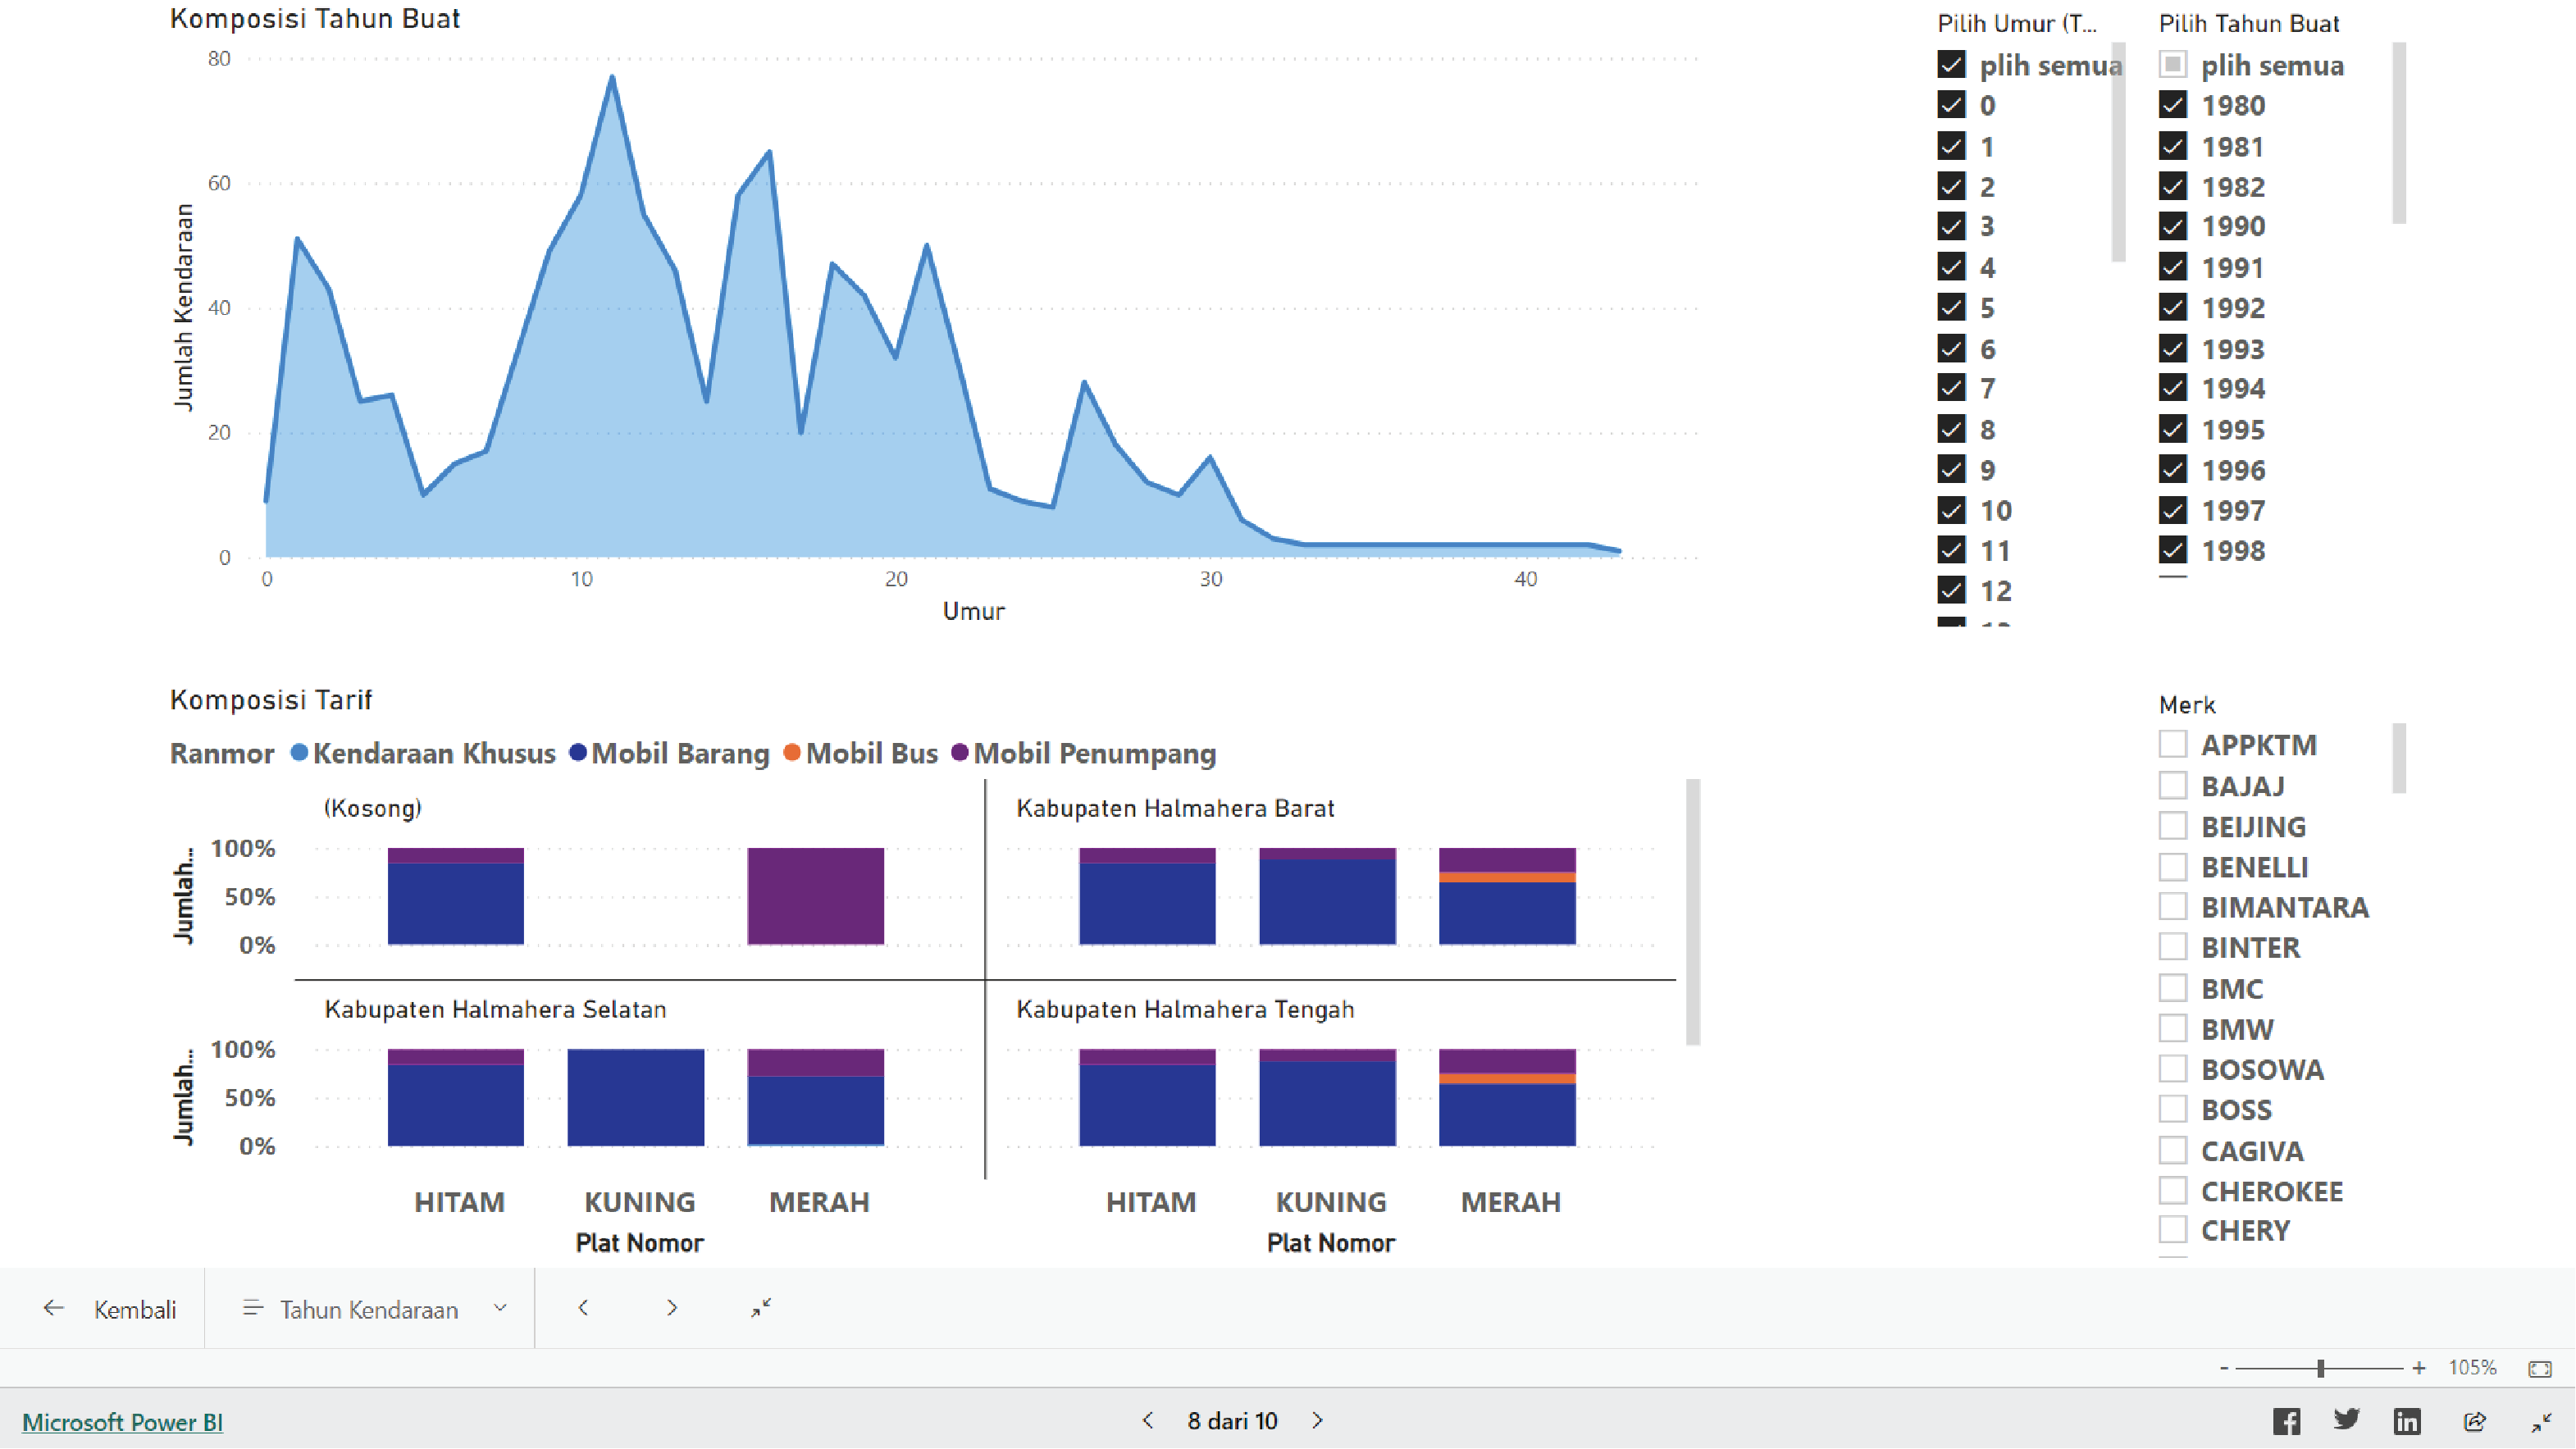 Komposisi Tahun Buat
Jumlah Kendaraan
80
60
40
20
0
0 10 20 30 40
Umur
Pilih Umur (T...
plih semua
0
1
2
3
4
5
6
7
8
9
10
11
12
Pilih Tahun Buat
plih semua
1980
1981
1982
1990
1991
1992
1993
1994
1995
1996
1997
1998
Komposisi Tarif
Ranmor Kendaraan Khusus Mobil Barang Mobil Bus Mobil Penumpang
(Kosong)
Kabupaten Halmahera Barat
Jumlah...
100%
50%
0%
Kabupaten Halmahera Selatan
Kabupaten Halmahera Tengah
Jumlah...
100%
50%
0%
HITAM KUNING MERAH
HITAM KUNING MERAH
Plat Nomor
Plat Nomor
Merk
APPKTM
BAJAJ
BEIJING
BENELLI
BIMANTARA
BINTER
BMC
BMW
BOSOWA
BOSS
CAGIVA
CHEROKEE
CHERY
Kembali
Tahun Kendaraan
- + 105%
Microsoft Power BI
8 dari 10